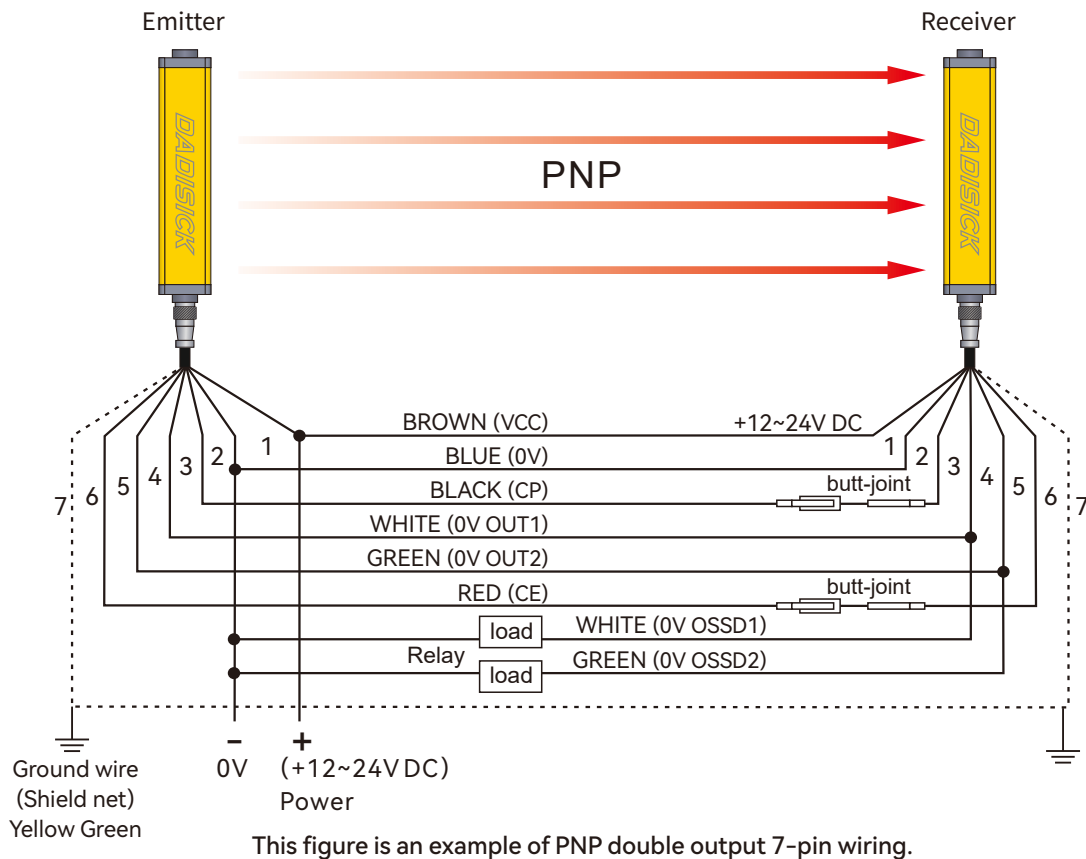 Emitter
Receiver
DADISICK
DADISICK
PNP
BROWN (VCC)
+12~24V DC
BLUE (0V)
BLACK (CP)
butt-joint
WHITE (0V OUT1)
GREEN (0V OUT2)
RED (CE)
butt-joint
load
WHITE (0V OSSD1)
Relay
load
GREEN (0V OSSD2)
7
6
5
4
3
2
1
1
2
3
4
5
6
7
-
+
0V
(+12~24V DC)
Power
Ground wire
(Shield net)
Yellow Green
This figure is an example of PNP double output 7-pin wiring.